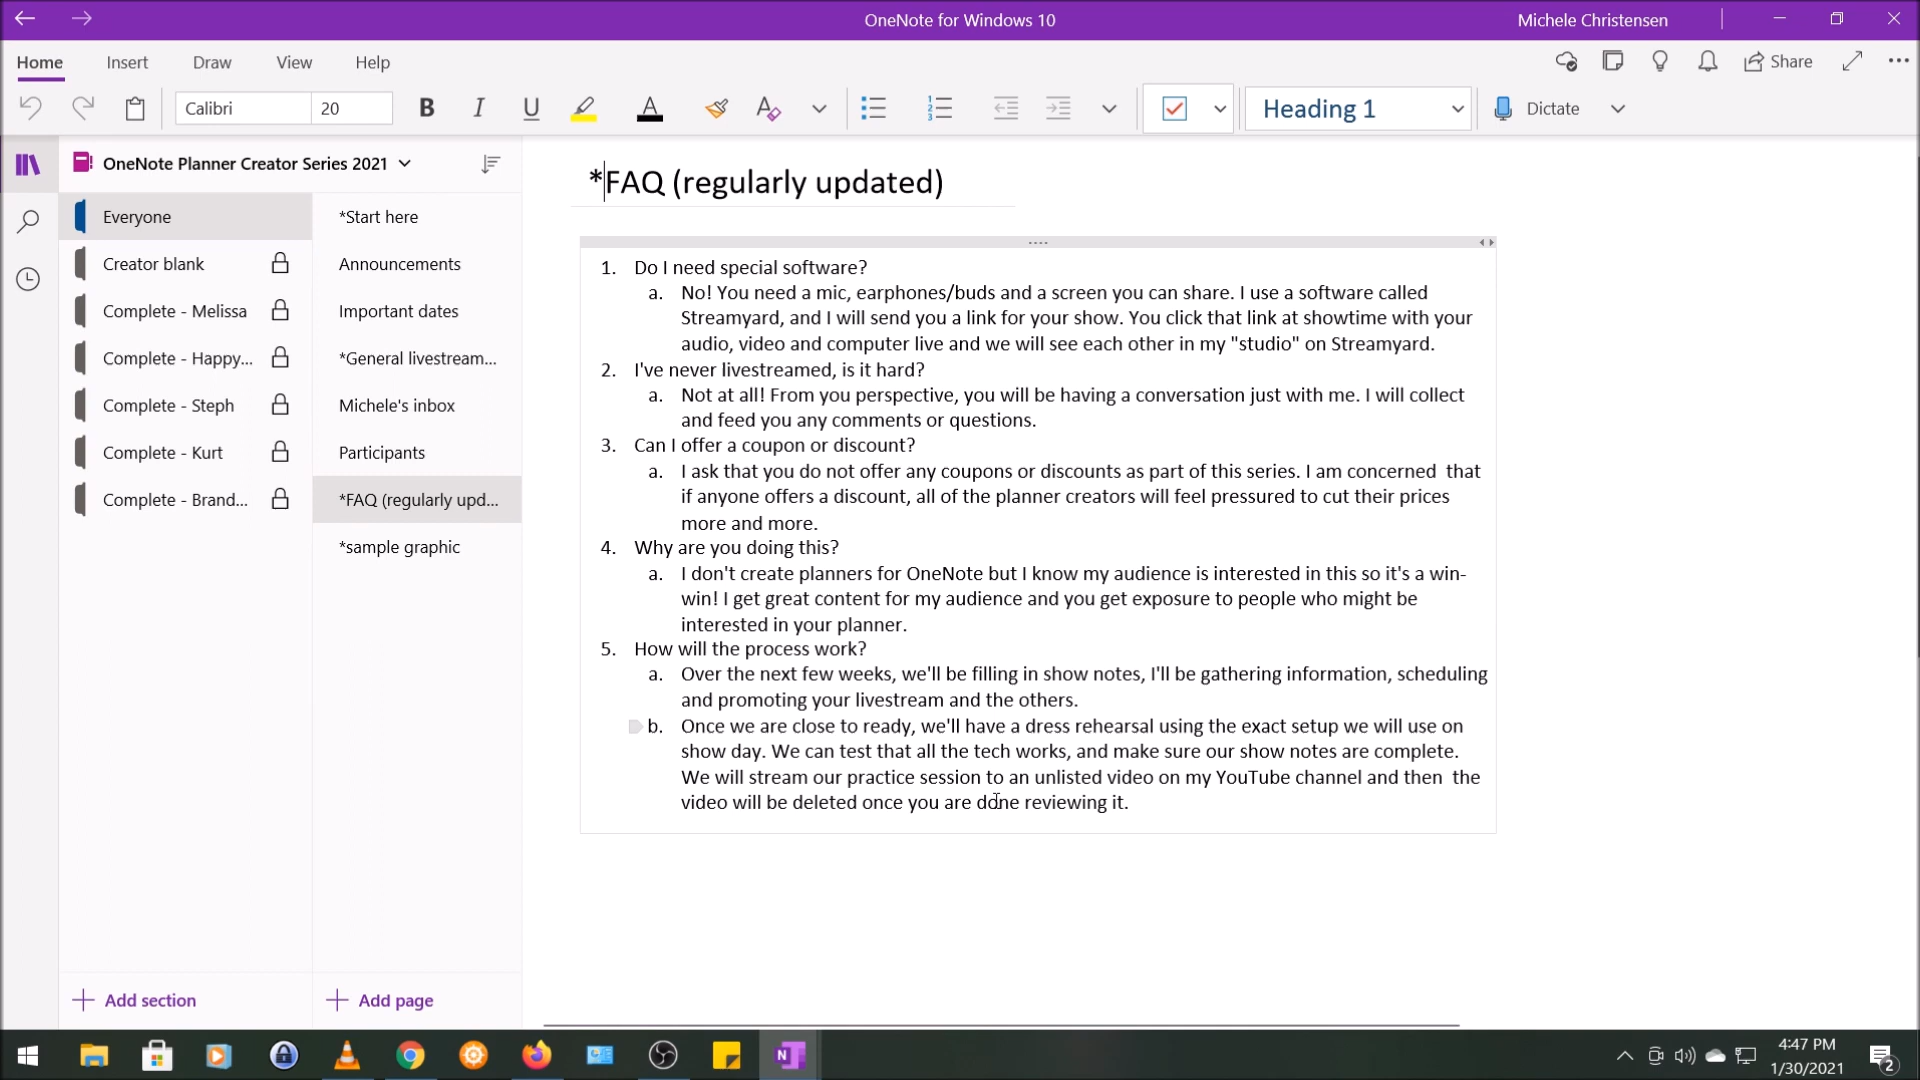 OneNote for Windows 10
Michele Christensen
Home Insert Draw View Help
Share
Calibri 20 B I U A A Heading 1 Dictate
OneNote Planner Creator Series 2021
Everyone
Creator blank
Complete - Melissa
Complete - Happy...
Complete - Steph
Complete - Kurt
Complete - Brand...
Add section
*Start here
Announcements
Important dates
*General livestream...
Michele's inbox
Participants
*FAQ (regularly upd...
*sample graphic
Add page
*FAQ (regularly updated)
1. Do I need special software?
a. No! You need a mic, earphones/buds and a screen you can share. I use a software called
Streamyard, and I will send you a link for your show. You click that link at showtime with your
audio, video and computer live and we will see each other in my "studio" on Streamyard.
2. I've never livestreamed, is it hard?
a. Not at all! From you perspective, you will be having a conversation just with me. I will collect
and feed you any comments or questions.
3. Can I offer a coupon or discount?
a. I ask that you do not offer any coupons or discounts as part of this series. I am concerned  that
if anyone offers a discount, all of the planner creators will feel pressured to cut their prices
more and more.
4. Why are you doing this?
a. I don't create planners for OneNote but I know my audience is interested in this so it's a win-
win! I get great content for my audience and you get exposure to people who might be
interested in your planner.
5. How will the process work?
a. Over the next few weeks, we'll be filling in show notes, I'll be gathering information, scheduling
and promoting your livestream and the others.
b. Once we are close to ready, we'll have a dress rehearsal using the exact setup we will use on
show day. We can test that all the tech works, and make sure our show notes are complete.
We will stream our practice session to an unlisted video on my YouTube channel and then  the
video will be deleted once you are done reviewing it.
N
4:47 PM
1/30/2021
2